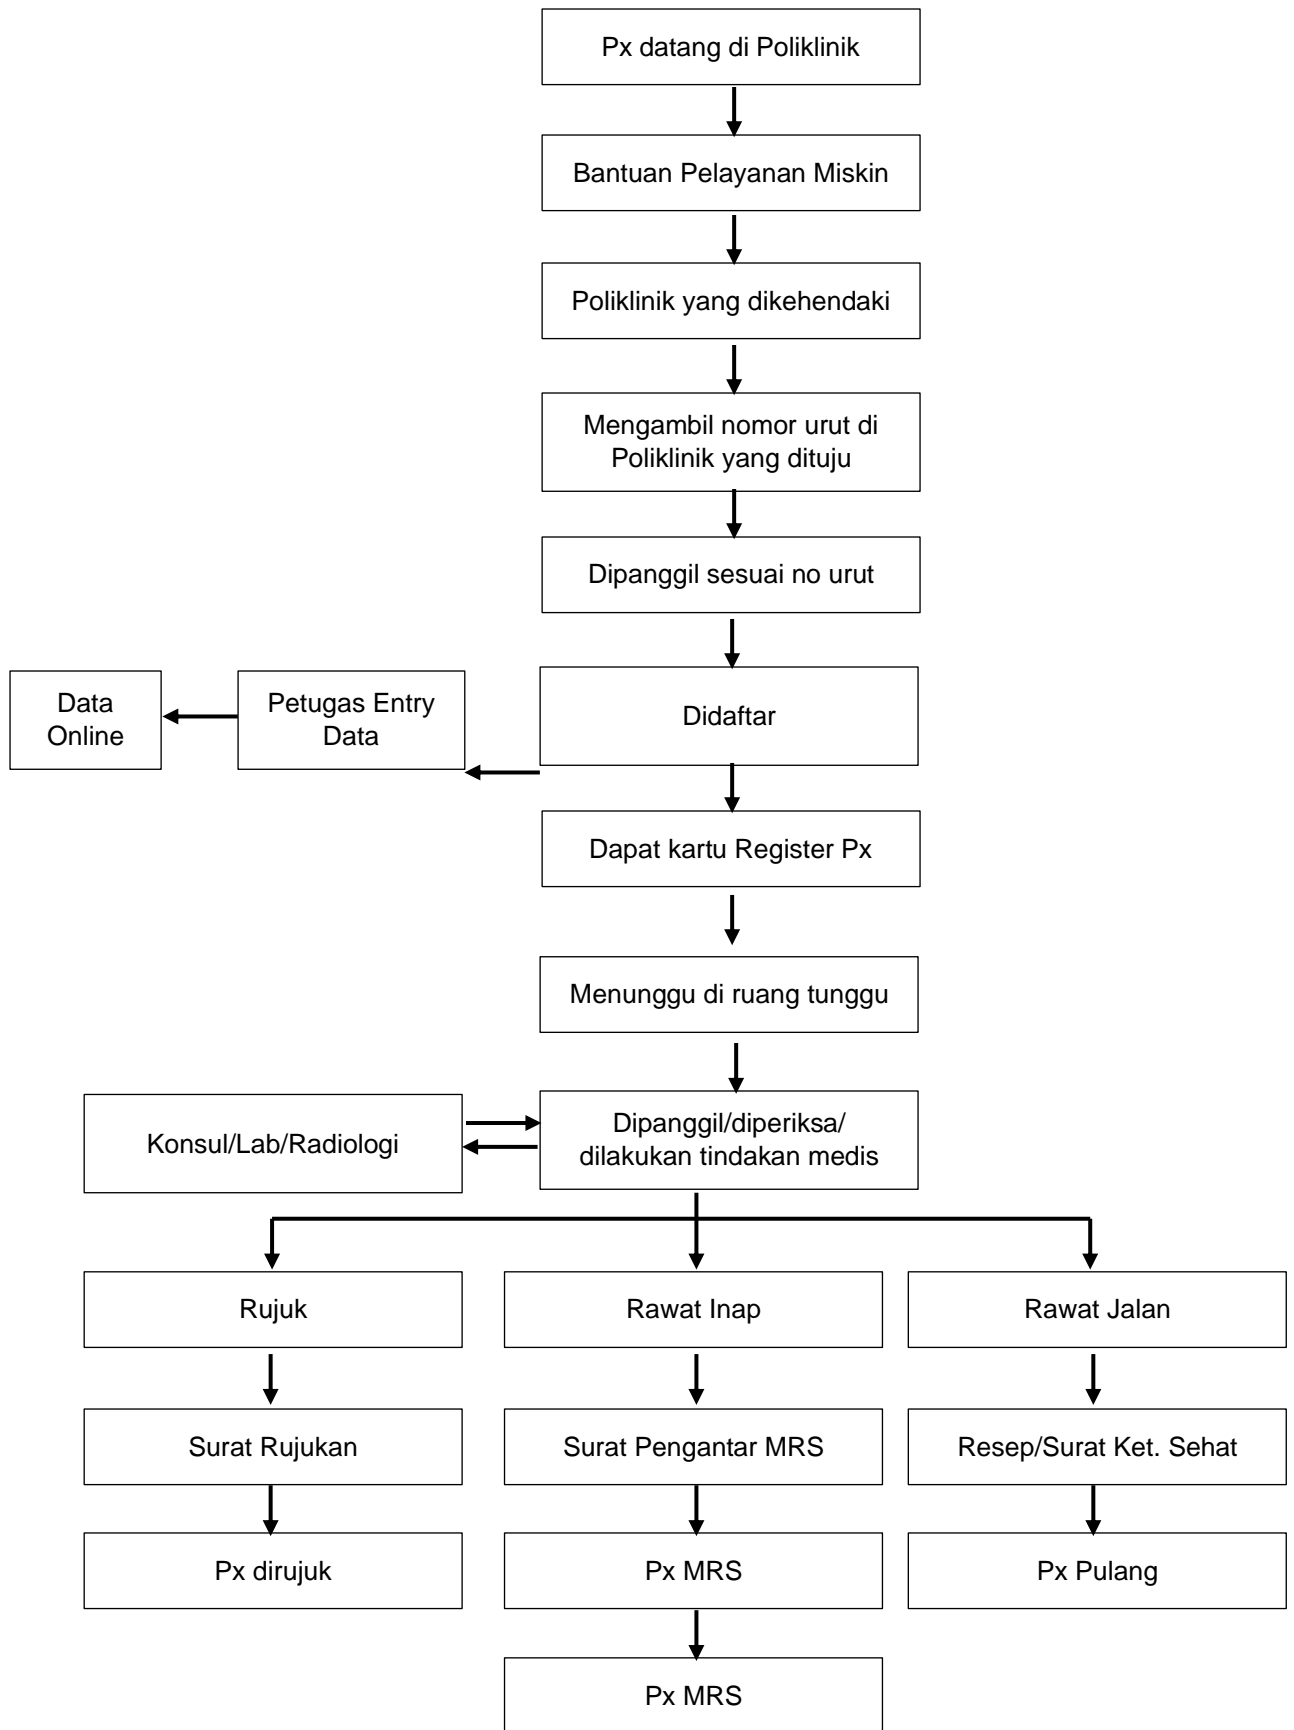 Px datang di Poliklinik
Bantuan Pelayanan Miskin
Poliklinik yang dikehendaki
Mengambil nomor urut di
Poliklinik yang dituju
Dipanggil sesuai no urut
Data
Online
Petugas Entry
Data
Didaftar
Dapat kartu Register Px
Menunggu di ruang tunggu
Konsul/Lab/Radiologi
Dipanggil/diperiksa/
dilakukan tindakan medis
Rujuk
Rawat Inap
Rawat Jalan
Surat Rujukan
Surat Pengantar MRS
Resep/Surat Ket. Sehat
Px dirujuk
Px MRS
Px Pulang
Px MRS